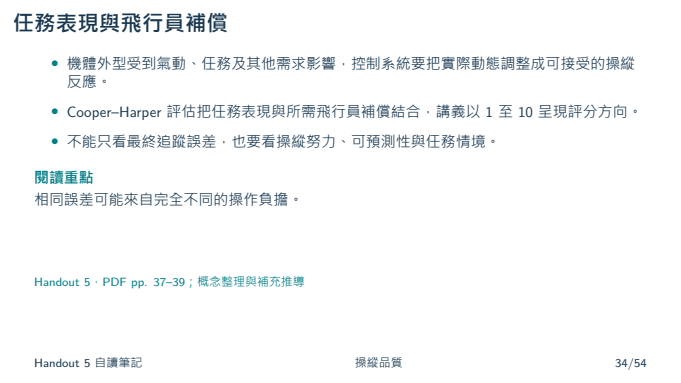 任務表現與飛行員補償
• 機體外型受到氣動、任務及其他需求影響，控制系統要把實際動態調整成可接受的操縱
反應。
• Cooper–Harper 評估把任務表現與所需飛行員補償結合，講義以 1 至 10 呈現評分方向。
• 不能只看最終追蹤誤差，也要看操縱努力、可預測性與任務情境。
閱讀重點
相同誤差可能來自完全不同的操作負擔。
Handout 5 · PDF pp. 37–39；概念整理與補充推導
Handout 5 自讀筆記 操縱品質 34/54